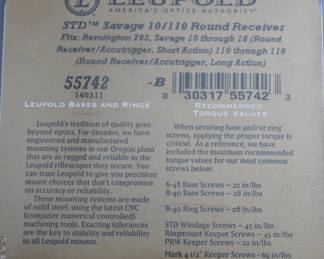 LEUPOLD
AMERICA'S OPTICS AUTHORITY
STD™ Savage 10/110 Round Receiver
Fits: Remington 783, Savage 10 through 16 (Round
Receiver/Accutrigger, Short Action) 110 through 116
(Round Receiver/Accutrigger, Long Action)
55742 -B
140311
0 30317 55742 3
Leupold Bases and Rings
Leupold's tradition of quality goes
beyond optics. For decades, we have
engineered and manufactured
mounting systems in our Oregon plant
that are as rugged and reliable as the
Leupold riflescopes they secure. You
can trust Leupold to give you precision
mount choices that don't compromise
on accuracy or reliability.
These mounting systems are made
of solid steel, using the latest CNC
(computer numerical controlled)
machining tools. Exacting tolerances
are the key to stability and reliability
in all Leupold mounts.
Recommended
Torque Values
When securing base and/or ring
screws, applying the proper torque is
critical. As a reference, we have
included the maximum recommended
torque values for our most common
screws below.
6-48 Base Screws – 22 in/lbs
8-40 Base Screws – 28 in/lbs
8-40 Ring Screws – 28 in/lbs
STD Windage Screws – 45 in/lbs
Ringmount Keeper Screws – 45 in/lbs
PRW Keeper Screws – 22 in/lbs
Mark 4 1/2" Keeper Screws - 65 in/lbs